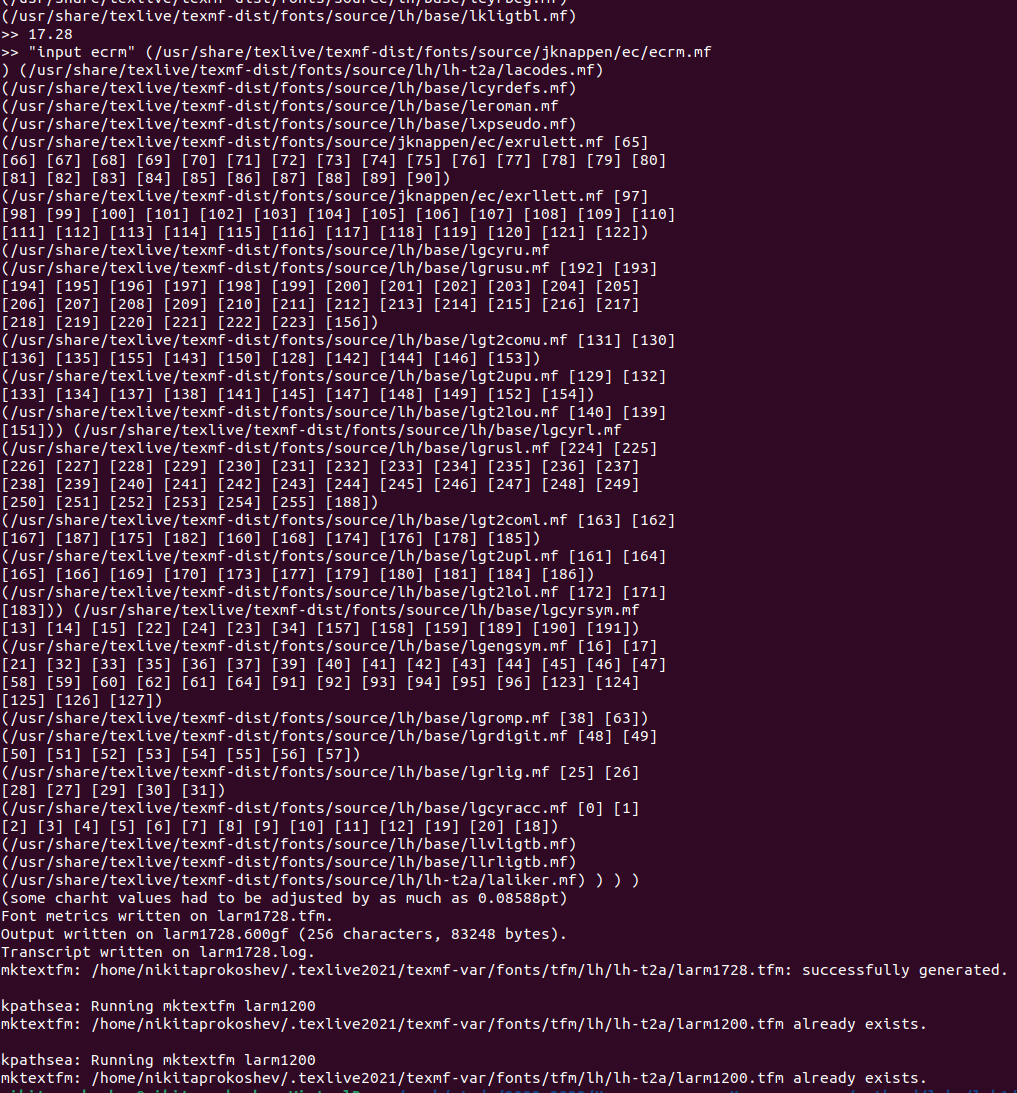 (/usr/share/texlive/texmf-dist/fonts/source/lh/base/lcyrbeg.mf)
(/usr/share/texlive/texmf-dist/fonts/source/lh/base/lkligtbl.mf)
>> 17.28
>> "input ecrm" (/usr/share/texlive/texmf-dist/fonts/source/jknappen/ec/ecrm.mf
) (/usr/share/texlive/texmf-dist/fonts/source/lh/lh-t2a/lacodes.mf)
(/usr/share/texlive/texmf-dist/fonts/source/lh/base/lcyrdefs.mf)
(/usr/share/texlive/texmf-dist/fonts/source/lh/base/leroman.mf
(/usr/share/texlive/texmf-dist/fonts/source/lh/base/lxpseudo.mf)
(/usr/share/texlive/texmf-dist/fonts/source/jknappen/ec/exrulett.mf [65]
[66] [67] [68] [69] [70] [71] [72] [73] [74] [75] [76] [77] [78] [79] [80]
[81] [82] [83] [84] [85] [86] [87] [88] [89] [90])
(/usr/share/texlive/texmf-dist/fonts/source/jknappen/ec/exrllett.mf [97]
[98] [99] [100] [101] [102] [103] [104] [105] [106] [107] [108] [109] [110]
[111] [112] [113] [114] [115] [116] [117] [118] [119] [120] [121] [122])
(/usr/share/texlive/texmf-dist/fonts/source/lh/base/lgcyru.mf
(/usr/share/texlive/texmf-dist/fonts/source/lh/base/lgrusu.mf [192] [193]
[194] [195] [196] [197] [198] [199] [200] [201] [202] [203] [204] [205]
[206] [207] [208] [209] [210] [211] [212] [213] [214] [215] [216] [217]
[218] [219] [220] [221] [222] [223] [156])
(/usr/share/texlive/texmf-dist/fonts/source/lh/base/lgt2comu.mf [131] [130]
[136] [135] [155] [143] [150] [128] [142] [144] [146] [153])
(/usr/share/texlive/texmf-dist/fonts/source/lh/base/lgt2upu.mf [129] [132]
[133] [134] [137] [138] [141] [145] [147] [148] [149] [152] [154])
(/usr/share/texlive/texmf-dist/fonts/source/lh/base/lgt2lou.mf [140] [139]
[151])) (/usr/share/texlive/texmf-dist/fonts/source/lh/base/lgcyrl.mf
(/usr/share/texlive/texmf-dist/fonts/source/lh/base/lgrusl.mf [224] [225]
[226] [227] [228] [229] [230] [231] [232] [233] [234] [235] [236] [237]
[238] [239] [240] [241] [242] [243] [244] [245] [246] [247] [248] [249]
[250] [251] [252] [253] [254] [255] [188])
(/usr/share/texlive/texmf-dist/fonts/source/lh/base/lgt2coml.mf [163] [162]
[167] [187] [175] [182] [160] [168] [174] [176] [178] [185])
(/usr/share/texlive/texmf-dist/fonts/source/lh/base/lgt2upl.mf [161] [164]
[165] [166] [169] [170] [173] [177] [179] [180] [181] [184] [186])
(/usr/share/texlive/texmf-dist/fonts/source/lh/base/lgt2lol.mf [172] [171]
[183])) (/usr/share/texlive/texmf-dist/fonts/source/lh/base/lgcyrsym.mf
[13] [14] [15] [22] [24] [23] [34] [157] [158] [159] [189] [190] [191])
(/usr/share/texlive/texmf-dist/fonts/source/lh/base/lgengsym.mf [16] [17]
[21] [32] [33] [35] [36] [37] [39] [40] [41] [42] [43] [44] [45] [46] [47]
[58] [59] [60] [62] [61] [64] [91] [92] [93] [94] [95] [96] [123] [124]
[125] [126] [127])
(/usr/share/texlive/texmf-dist/fonts/source/lh/base/lgromp.mf [38] [63])
(/usr/share/texlive/texmf-dist/fonts/source/lh/base/lgrdigit.mf [48] [49]
[50] [51] [52] [53] [54] [55] [56] [57])
(/usr/share/texlive/texmf-dist/fonts/source/lh/base/lgrlig.mf [25] [26]
[28] [27] [29] [30] [31])
(/usr/share/texlive/texmf-dist/fonts/source/lh/base/lgcyracc.mf [0] [1]
[2] [3] [4] [5] [6] [7] [8] [9] [10] [11] [12] [19] [20] [18])
(/usr/share/texlive/texmf-dist/fonts/source/lh/base/llvligtb.mf)
(/usr/share/texlive/texmf-dist/fonts/source/lh/base/llrligtb.mf)
(/usr/share/texlive/texmf-dist/fonts/source/lh/lh-t2a/laliker.mf) ) ) )
(some charht values had to be adjusted by as much as 0.08588pt)
Font metrics written on larm1728.tfm.
Output written on larm1728.600gf (256 characters, 83248 bytes).
Transcript written on larm1728.log.
mktextfm: /home/nikitaprokoshev/.texlive2021/texmf-var/fonts/tfm/lh/lh-t2a/larm1728.tfm: successfully generated.
kpathsea: Running mktextfm larm1200
mktextfm: /home/nikitaprokoshev/.texlive2021/texmf-var/fonts/tfm/lh/lh-t2a/larm1200.tfm already exists.
kpathsea: Running mktextfm larm1200
mktextfm: /home/nikitaprokoshev/.texlive2021/texmf-var/fonts/tfm/lh/lh-t2a/larm1200.tfm already exists.